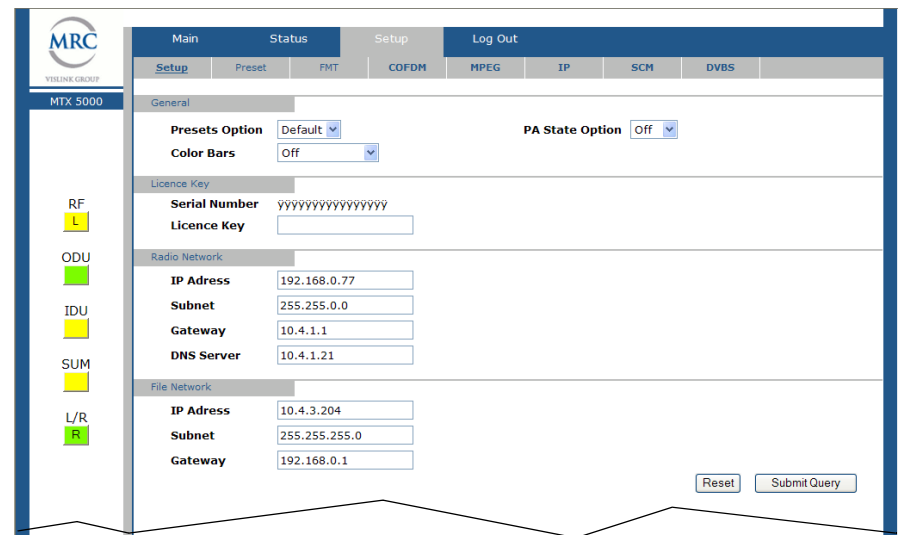 MRC
VISLINK GROUP
MTX 5000
Main Status Setup Log Out
Setup Preset FMT COFDM MPEG IP SCM DVBS
General
Presets Option Default PA State Option Off
Color Bars Off
Licence Key
Serial Number ÿÿÿÿÿÿÿÿÿÿÿÿÿÿÿÿ
Licence Key
Radio Network
IP Adress 192.168.0.77
Subnet 255.255.0.0
Gateway 10.4.1.1
DNS Server 10.4.1.21
File Network
IP Adress 10.4.3.204
Subnet 255.255.255.0
Gateway 192.168.0.1
Reset Submit Query
RF
L
ODU
IDU
SUM
L/R
R